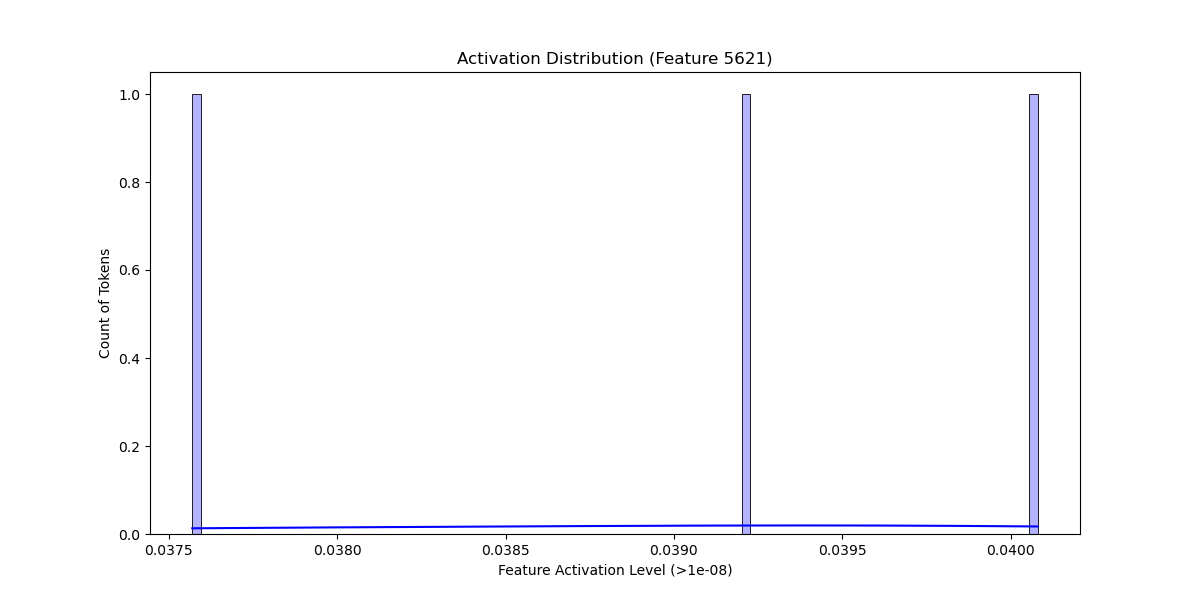 Activation Distribution (Feature 5621)
1.0
0.8
0.6
0.4
0.2
0.0
Count of Tokens
0.0375 0.0380 0.0385 0.0390 0.0395 0.0400
Feature Activation Level (>1e-08)